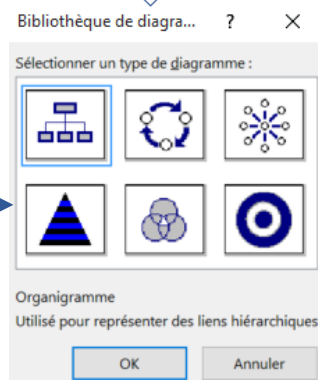 Bibliothèque de diagra... ? ×
Sélectionner un type de diagramme :
Organigramme
Utilisé pour représenter des liens hiérarchiques
OK Annuler